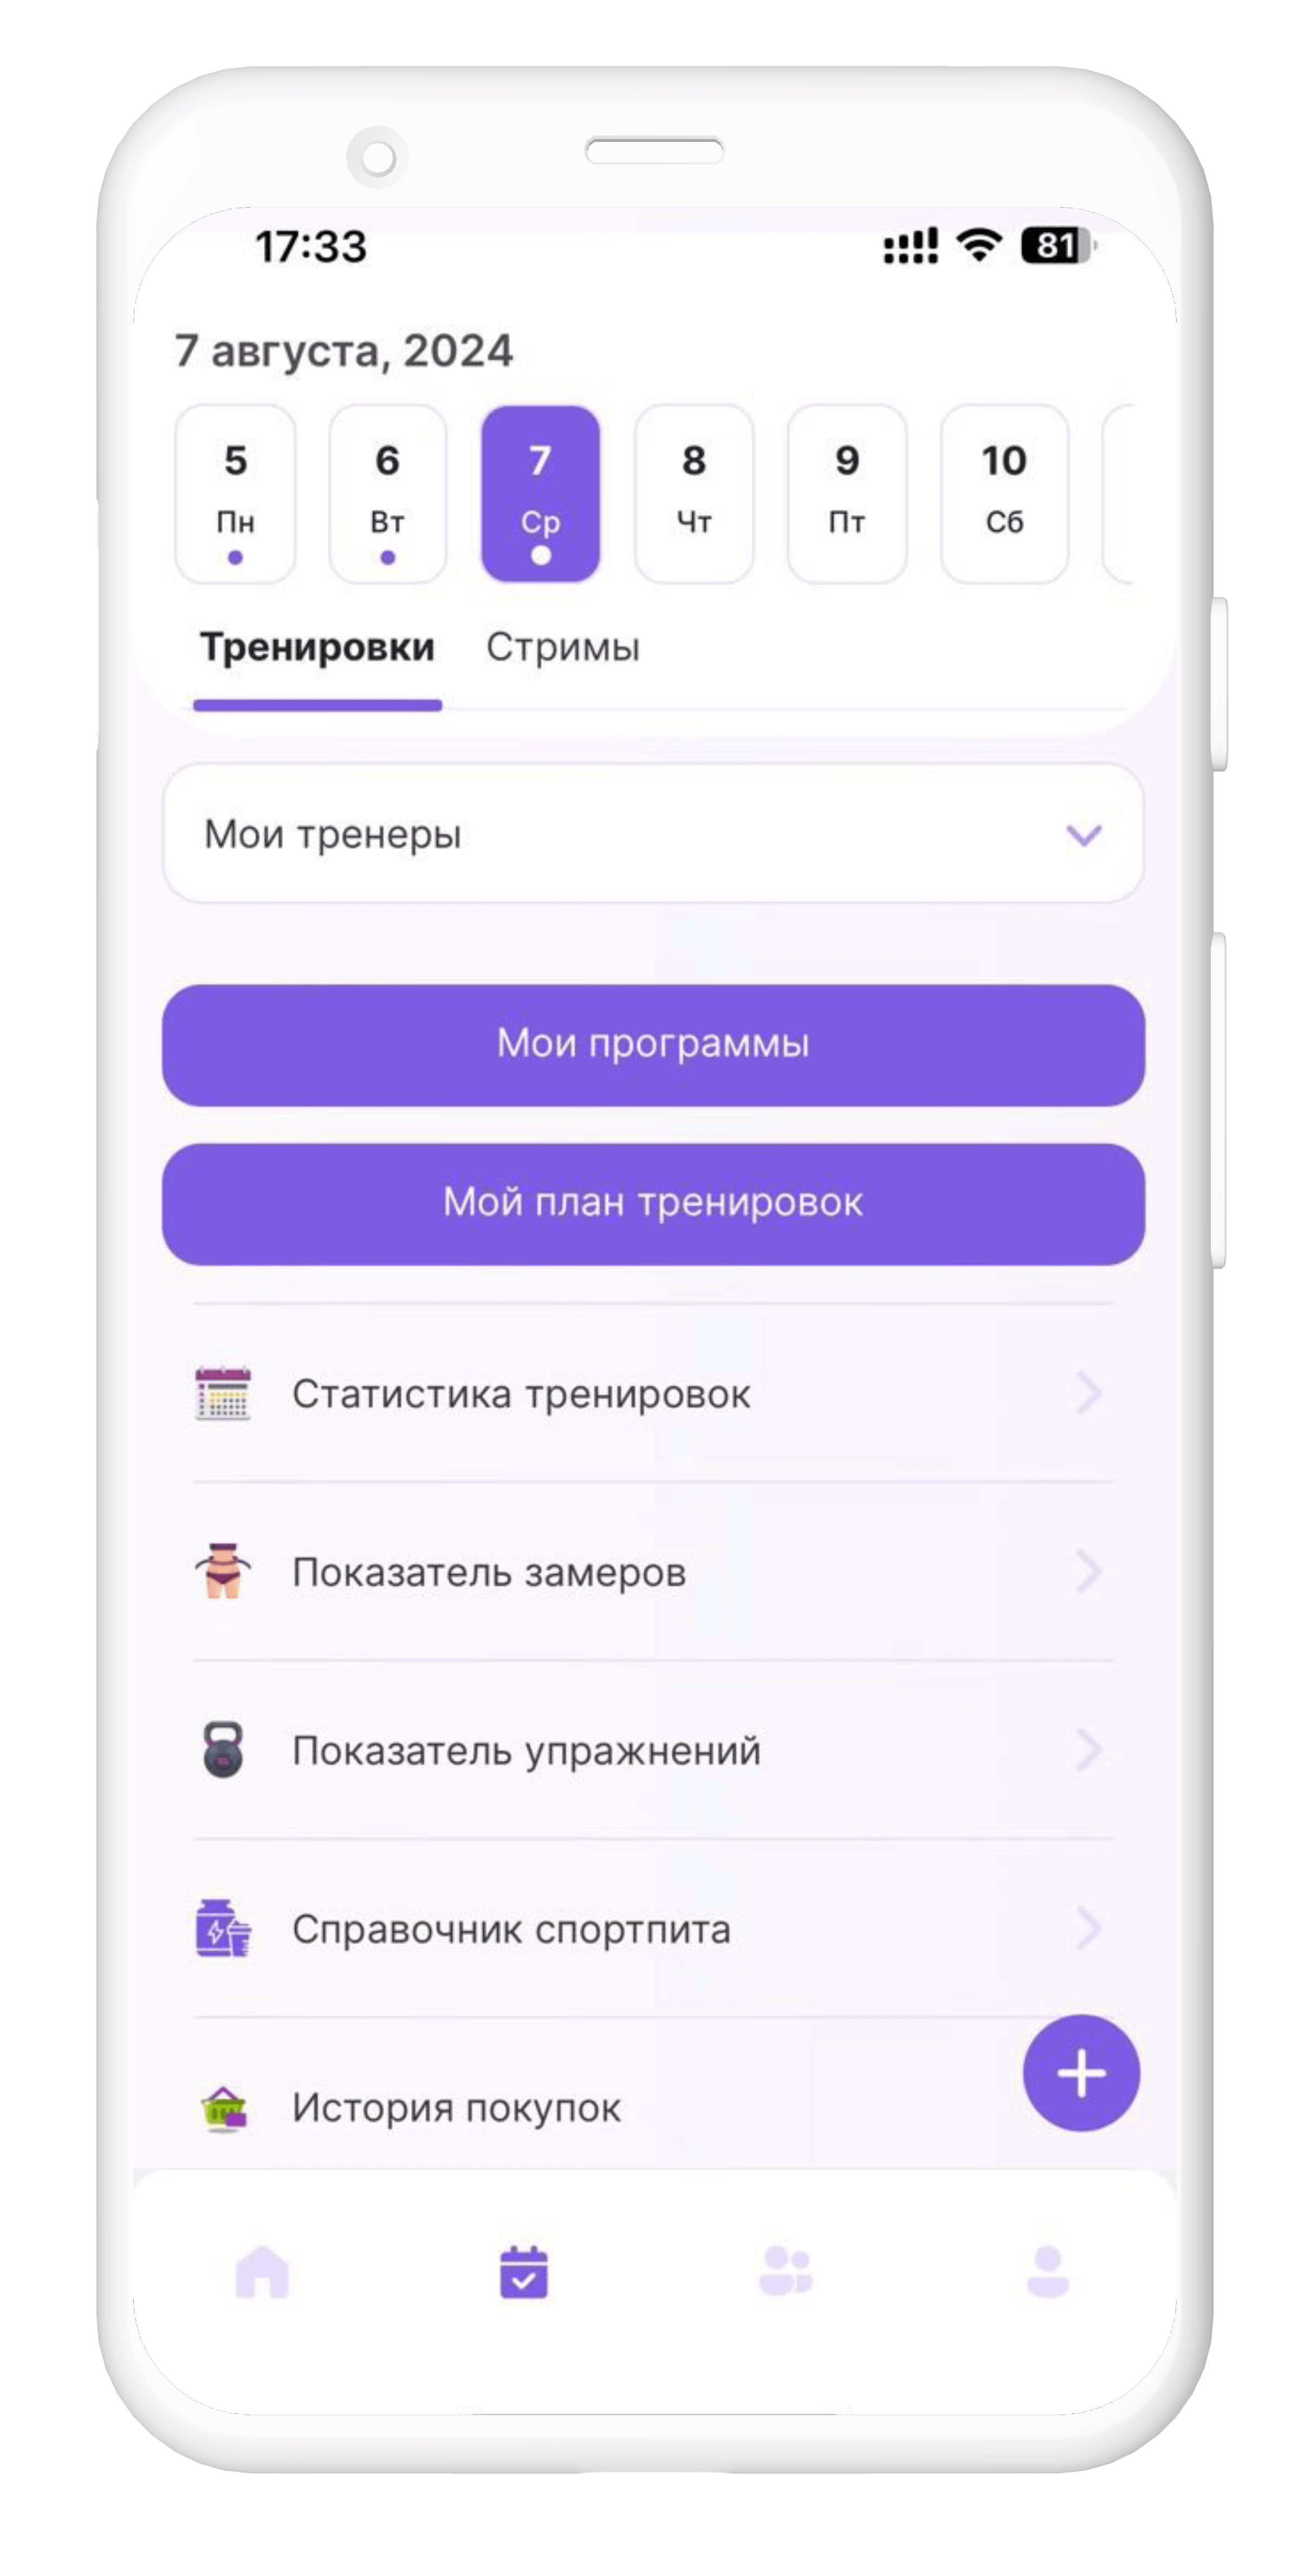 17:33
81
7 августа, 2024
5 6 7 8 9 10
Пн Вт Ср Чт Пт Сб
Тренировки Стримы
Мои тренеры
Мои программы
Мой план тренировок
Статистика тренировок
Показатель замеров
Показатель упражнений
Справочник спортпита
История покупок